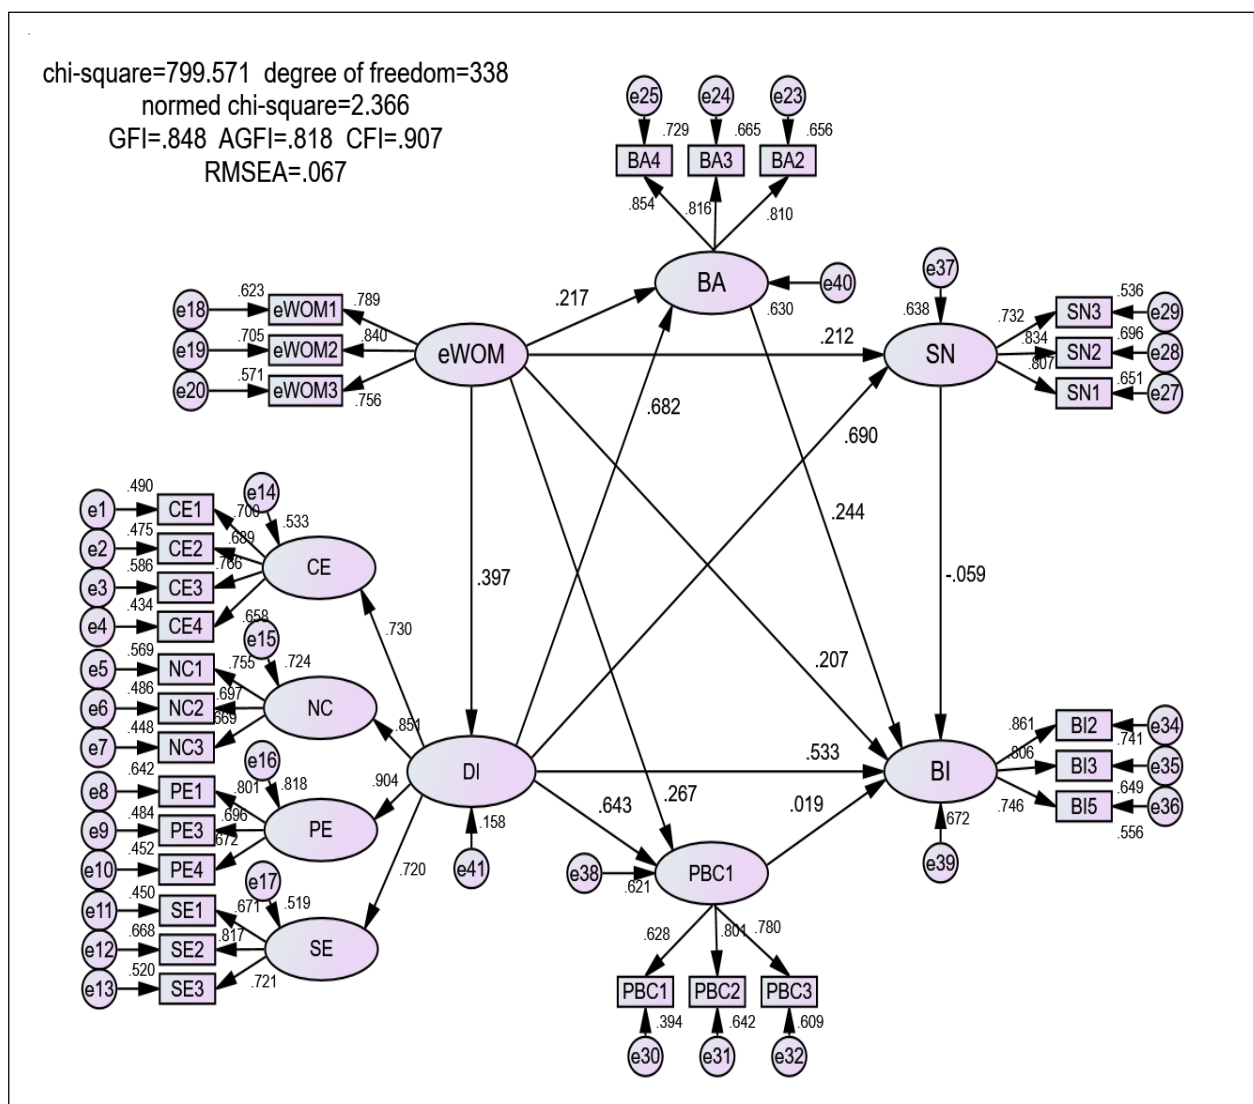 chi-square=799.571 degree of freedom=338
normed chi-square=2.366
GFI=.848 AGFI=.818 CFI=.907
RMSEA=.067
e25 e24 e23
.729 .665 .656
BA4 BA3 BA2
.854 .816 .810
BA
e40
.630
e37
.638
SN
.732
.834
.807
SN3
SN2
SN1
.536
.696
.651
e29
e28
e27
e18 .623 eWOM1 .789
e19 .705 eWOM2 .840
e20 .571 eWOM3 .756
eWOM
.217
.212
.682
.690
.244
-.059
.397
.207
.533
.643
.267
.019
e14
.533
e1 .490 CE1 .700
e2 .475 CE2 .689
e3 .586 CE3 .766
e4 .434 CE4 .658
CE
.730
e15
.724
e5 .569 NC1 .755
e6 .486 NC2 .697
e7 .448 NC3 .669
NC
.851
e16
.818
e8 .642 PE1 .801
e9 .484 PE3 .696
e10 .452 PE4 .672
PE
.904
e17
.519
e11 .450 SE1 .671
e12 .668 SE2 .817
e13 .520 SE3 .721
SE
.720
DI
.158
e41
BI
.672
e39
.861 BI2 .741 e34
.806 BI3 .649 e35
.746 BI5 .556 e36
e38
.621
PBC1
.628 .801 .780
PBC1 PBC2 PBC3
.394 .642 .609
e30 e31 e32